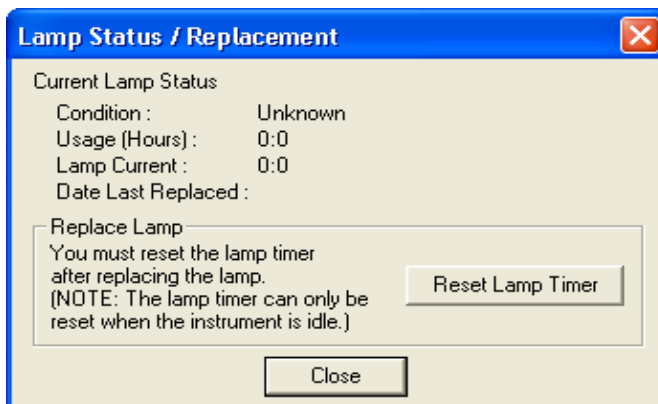 Lamp Status / Replacement
Current Lamp Status
Condition : Unknown
Usage (Hours) : 0:0
Lamp Current : 0:0
Date Last Replaced :
Replace Lamp
You must reset the lamp timer
after replacing the lamp.
(NOTE: The lamp timer can only be
reset when the instrument is idle.)
Reset Lamp Timer
Close